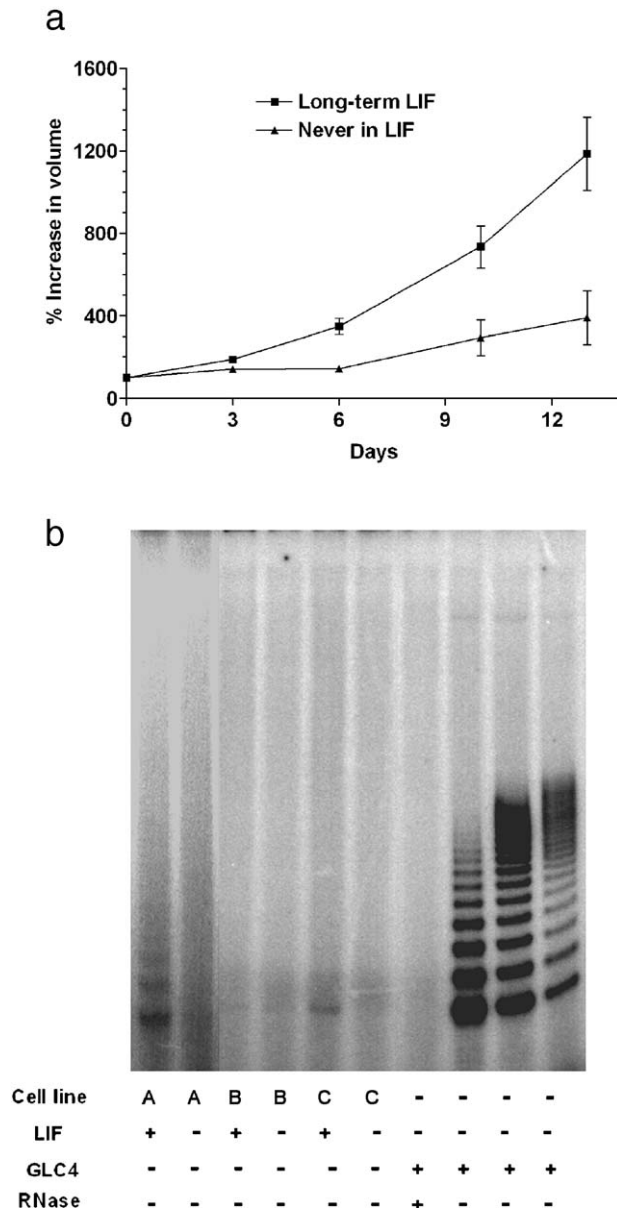 a
1600
1200
800
400
0
% Increase in volume
Long-term LIF
Never in LIF
0 3 6 9 12
Days
b
Cell line A A B B C C - - - -
LIF + - + - + - - - - -
GLC4 - - - - - - + + + +
RNase - - - - - - + - - -